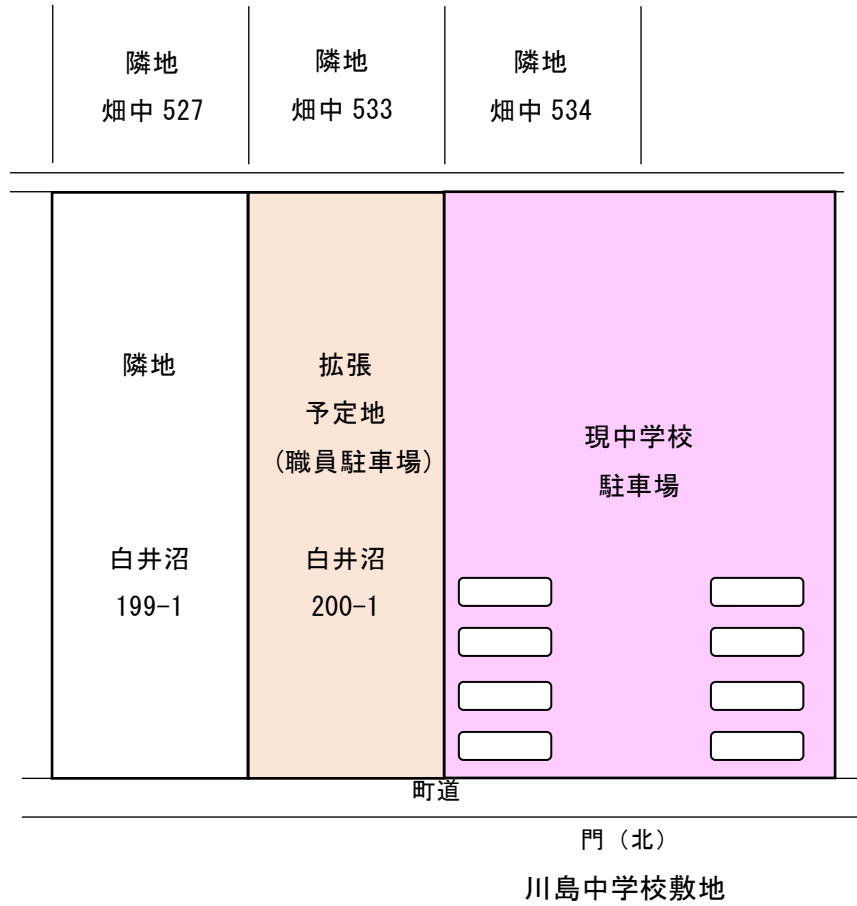 隣地
畑中 527
隣地
畑中 533
隣地
畑中 534
隣地
白井沼
199-1
拡張
予定地
(職員駐車場)
白井沼
200-1
現中学校
駐車場
町道
門（北）
川島中学校敷地